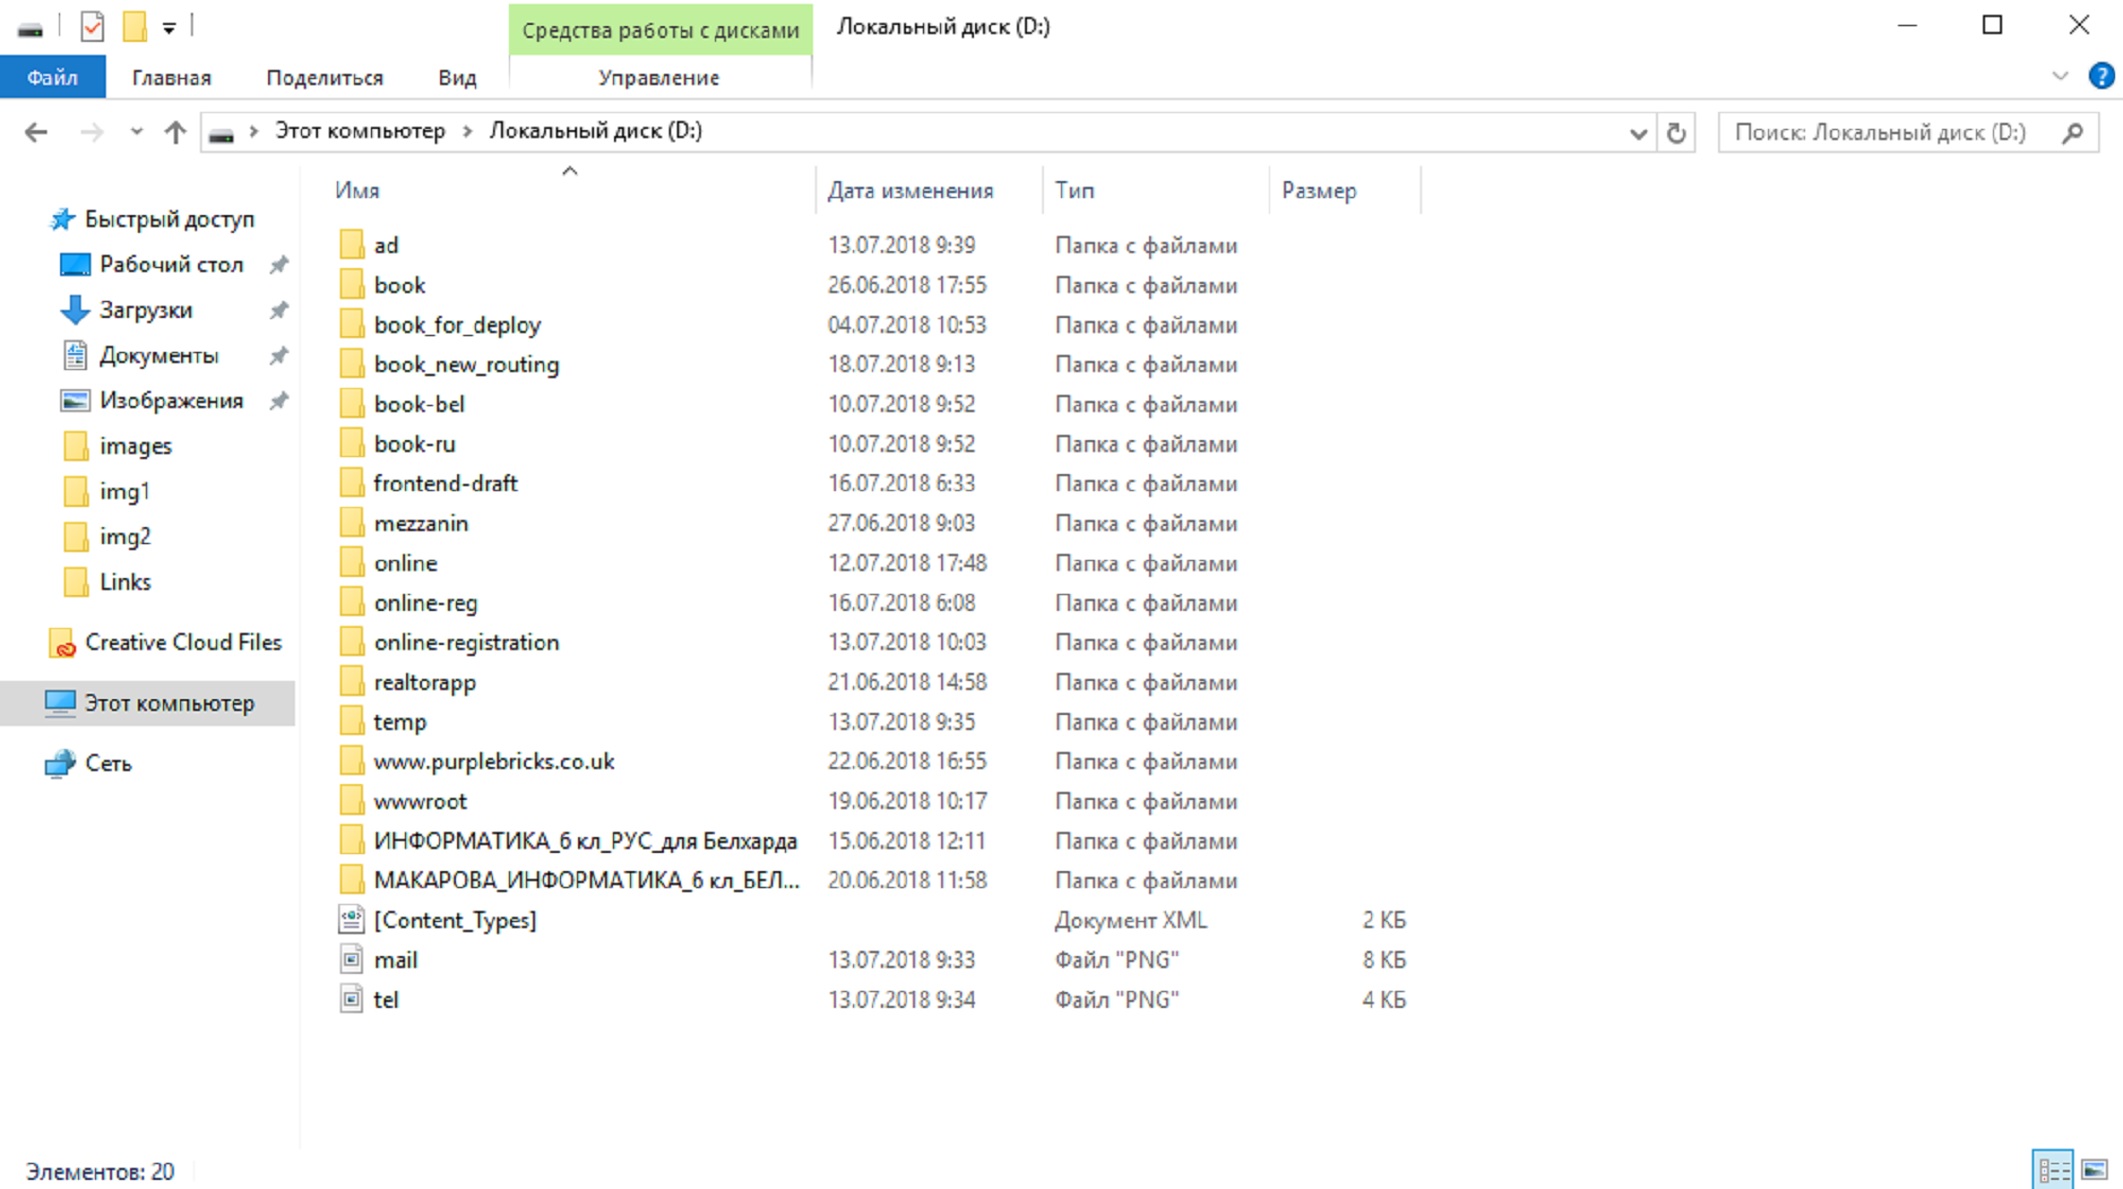 Средства работы с дисками
Локальный диск (D:)
Файл
Главная
Поделиться
Вид
Управление
Этот компьютер
Локальный диск (D:)
Поиск: Локальный диск (D:)
Быстрый доступ
Рабочий стол
Загрузки
Документы
Изображения
images
img1
img2
Links
Creative Cloud Files
Этот компьютер
Сеть
Имя Дата изменения Тип Размер
ad 13.07.2018 9:39 Папка с файлами
book 26.06.2018 17:55 Папка с файлами
book_for_deploy 04.07.2018 10:53 Папка с файлами
book_new_routing 18.07.2018 9:13 Папка с файлами
book-bel 10.07.2018 9:52 Папка с файлами
book-ru 10.07.2018 9:52 Папка с файлами
frontend-draft 16.07.2018 6:33 Папка с файлами
mezzanin 27.06.2018 9:03 Папка с файлами
online 12.07.2018 17:48 Папка с файлами
online-reg 16.07.2018 6:08 Папка с файлами
online-registration 13.07.2018 10:03 Папка с файлами
realtorapp 21.06.2018 14:58 Папка с файлами
temp 13.07.2018 9:35 Папка с файлами
www.purplebricks.co.uk 22.06.2018 16:55 Папка с файлами
wwwroot 19.06.2018 10:17 Папка с файлами
ИНФОРМАТИКА_6 кл_РУС_для Белхарда 15.06.2018 12:11 Папка с файлами
МАКАРОВА_ИНФОРМАТИКА_6 кл_БЕЛ... 20.06.2018 11:58 Папка с файлами
[Content_Types] Документ XML 2 КБ
mail 13.07.2018 9:33 Файл "PNG" 8 КБ
tel 13.07.2018 9:34 Файл "PNG" 4 КБ
Элементов: 20